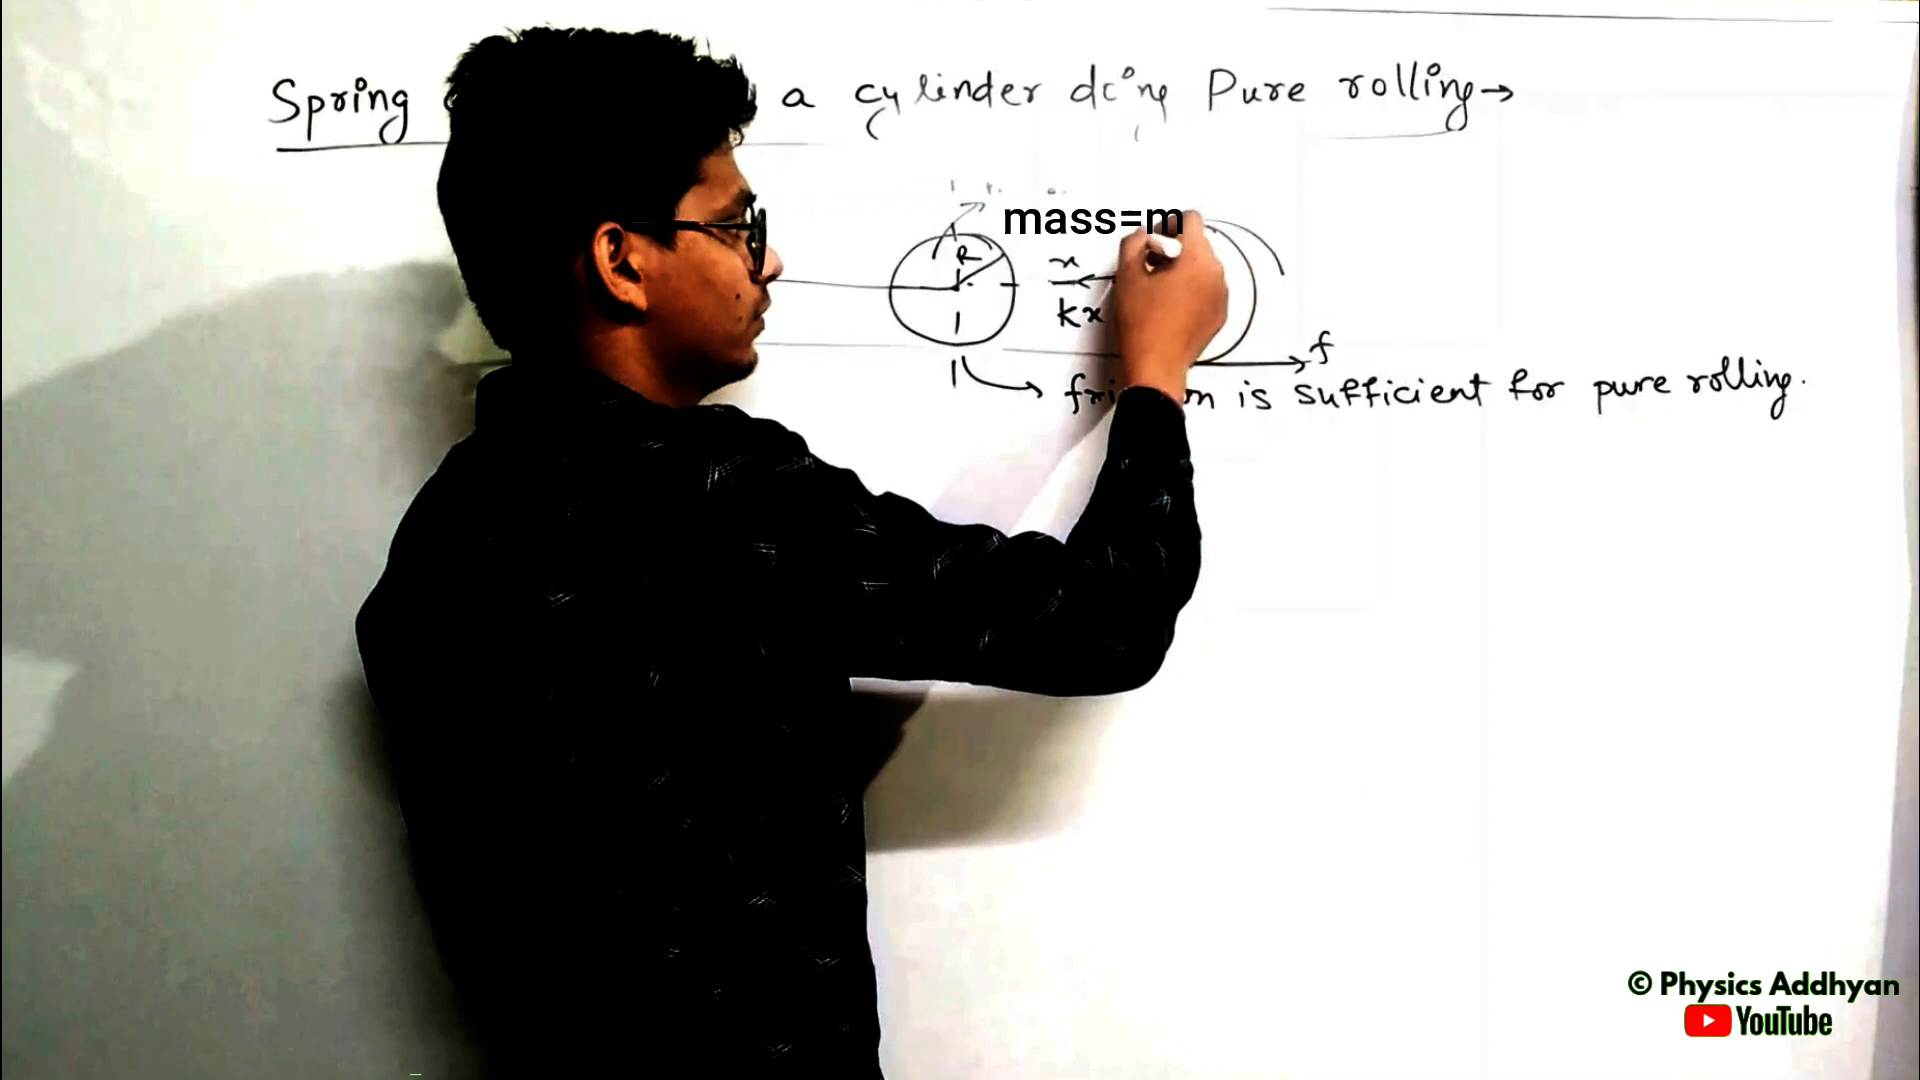 Spring a cylinder doing Pure rolling→
mass=m
R
x
kx
f
friction is sufficient for pure rolling.
© Physics Addhyan
YouTube